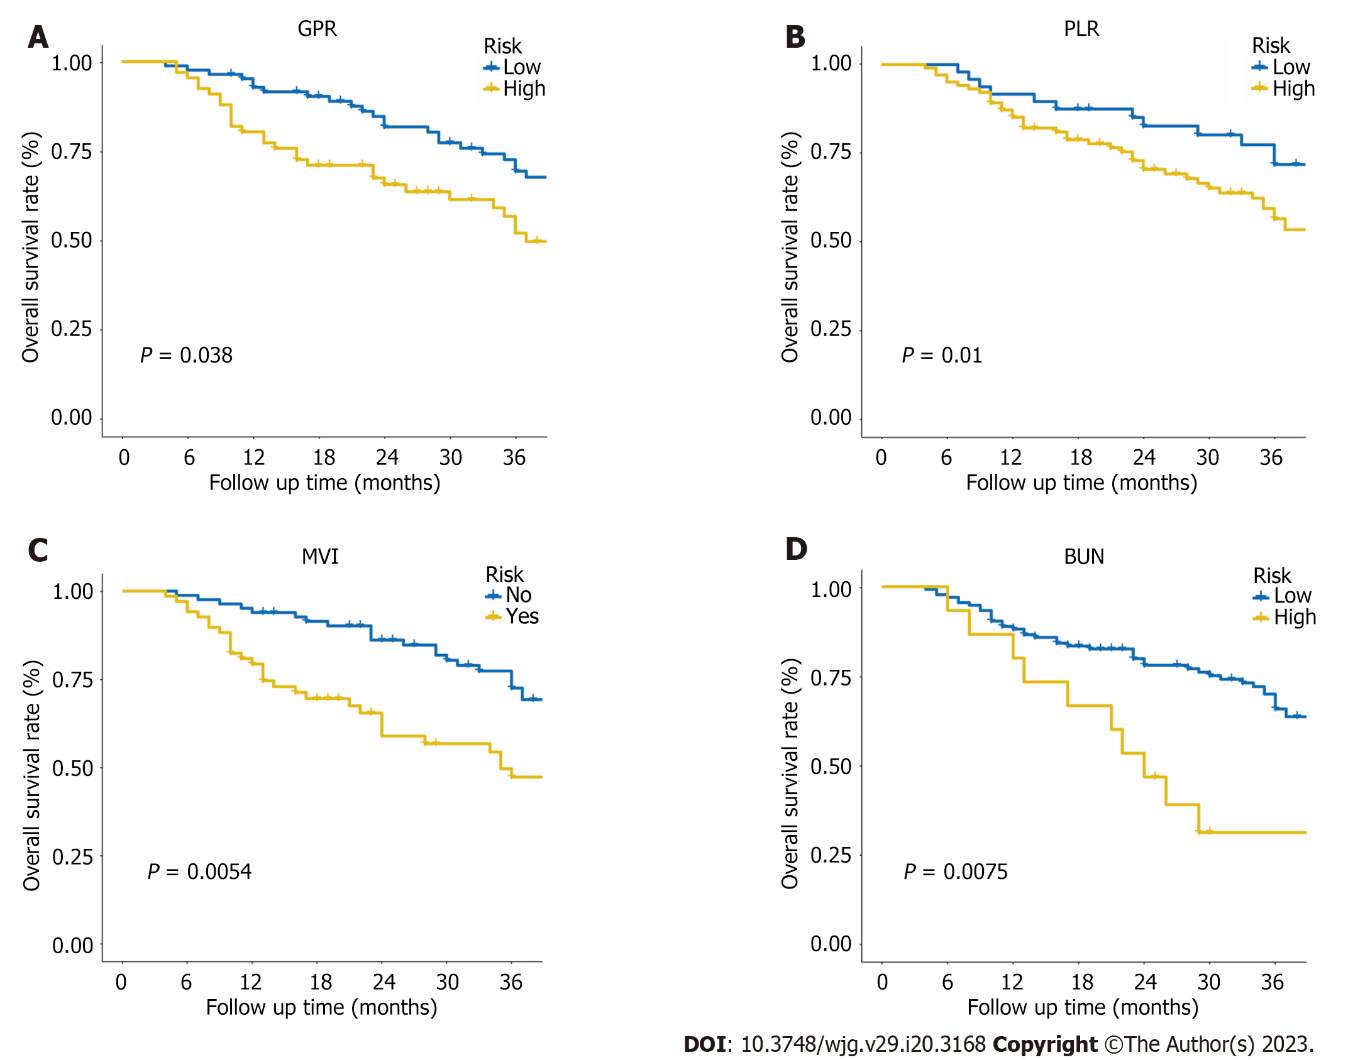 A
GPR
Risk
Low
High
Overall survival rate (%)
1.00
0.75
0.50
0.25
0.00
P = 0.038
0 6 12 18 24 30 36
Follow up time (months)
B
PLR
Risk
Low
High
Overall survival rate (%)
1.00
0.75
0.50
0.25
0.00
P = 0.01
0 6 12 18 24 30 36
Follow up time (months)
C
MVI
Risk
No
Yes
Overall survival rate (%)
1.00
0.75
0.50
0.25
0.00
P = 0.0054
0 6 12 18 24 30 36
Follow up time (months)
D
BUN
Risk
Low
High
Overall survival rate (%)
1.00
0.75
0.50
0.25
0.00
P = 0.0075
0 6 12 18 24 30 36
Follow up time (months)
DOI: 10.3748/wjg.v29.i20.3168 Copyright ©The Author(s) 2023.